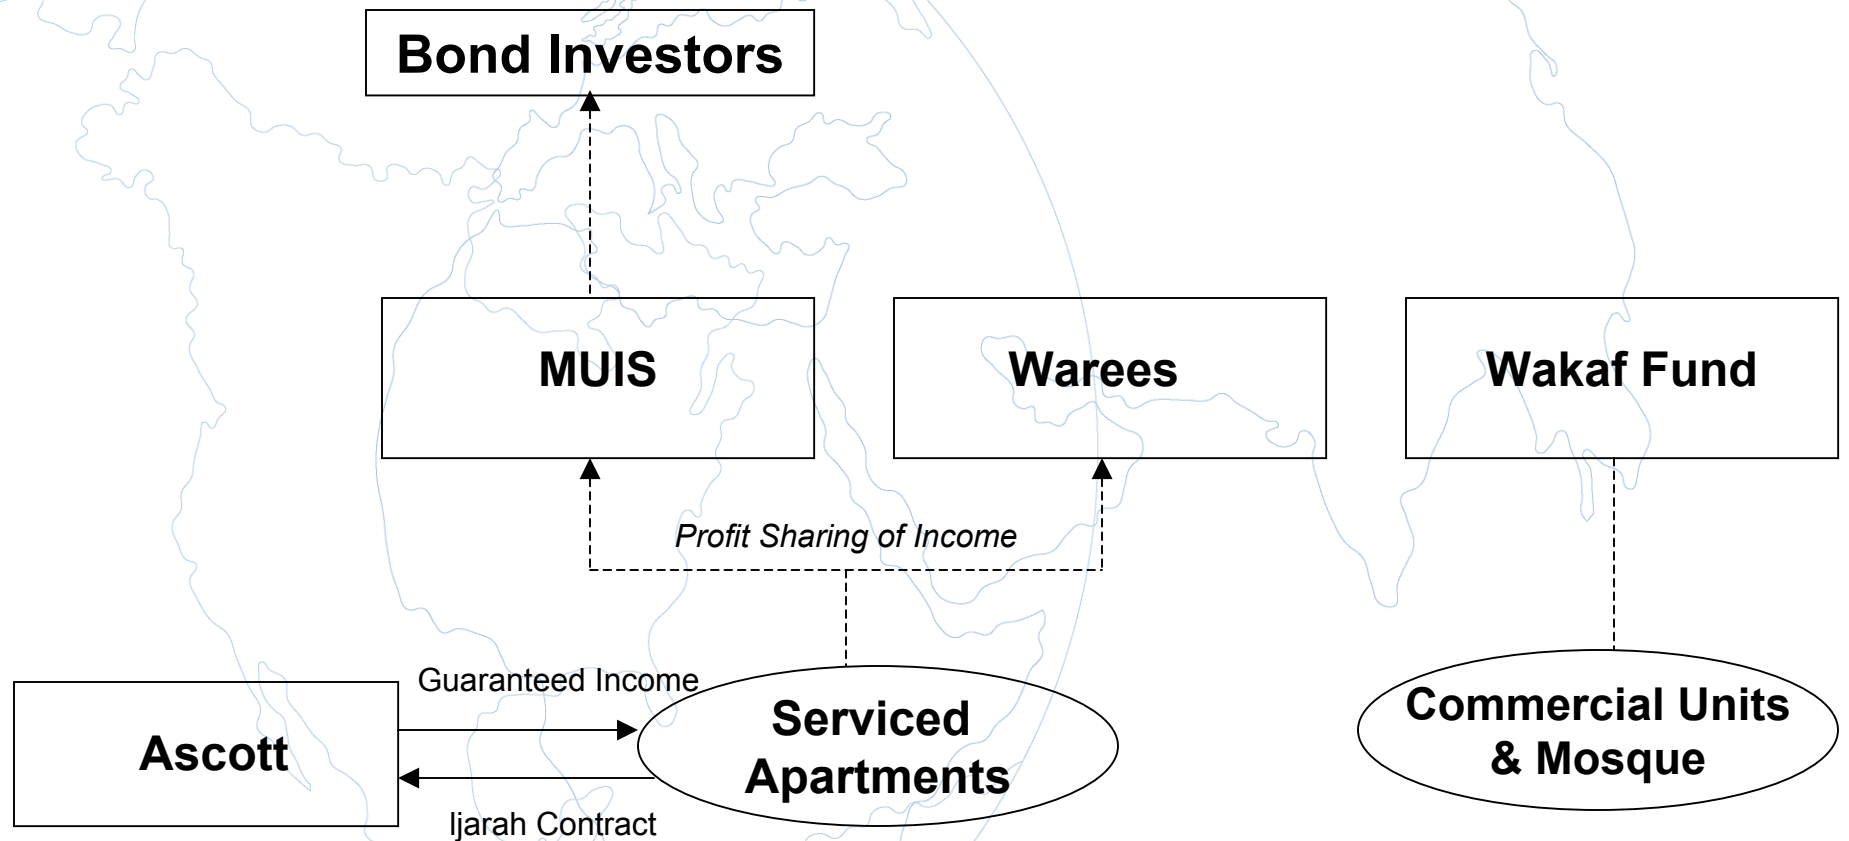 Bond Investors
MUIS
Warees
Wakaf Fund
Profit Sharing of Income
Guaranteed Income
Ascott
Serviced
Apartments
Ijarah Contract
Commercial Units
& Mosque